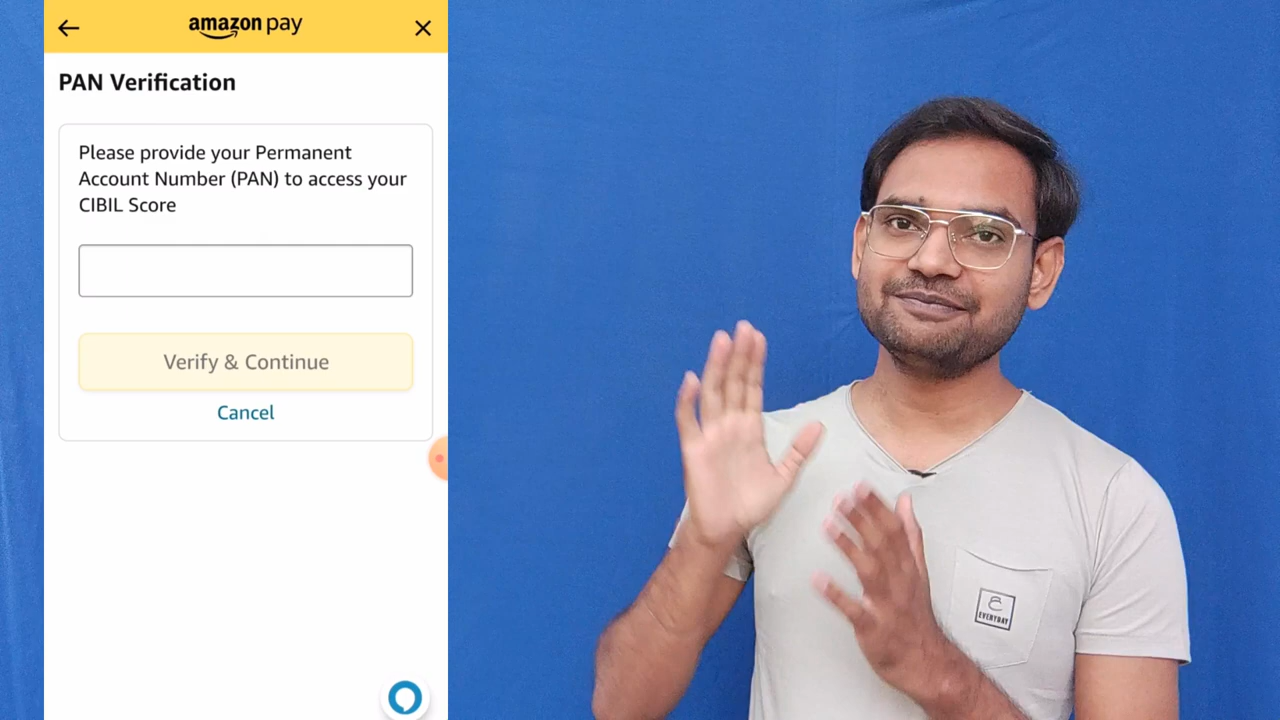 amazon pay
PAN Verification
Please provide your Permanent
Account Number (PAN) to access your
CIBIL Score
Verify & Continue
Cancel
EVERYDAY